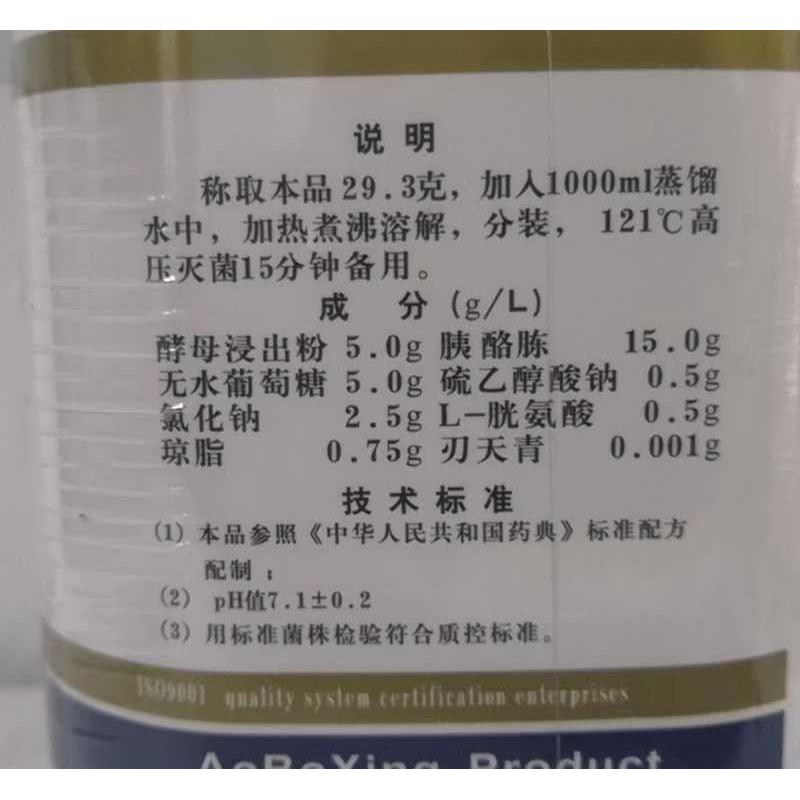 说 明
称取本品 29.3克，加入1000ml蒸馏
水中，加热煮沸溶解，分装， 121℃高
压灭菌15分钟备用。
成 分 (g/L)
酵母浸出粉 5.0g 胰酪胨 15.0g
无水葡萄糖 5.0g 硫乙醇酸钠 0.5g
氯化钠 2.5g L-胱氨酸 0.5g
琼脂 0.75g 刃天青 0.001g
技术标准
(1) 本品参照《中华人民共和国药典》标准配方
配制；
(2) pH值7.1±0.2
(3) 用标准菌株检验符合质控标准。
ISO9001 quality system certification enterprises
AoBoXing Product